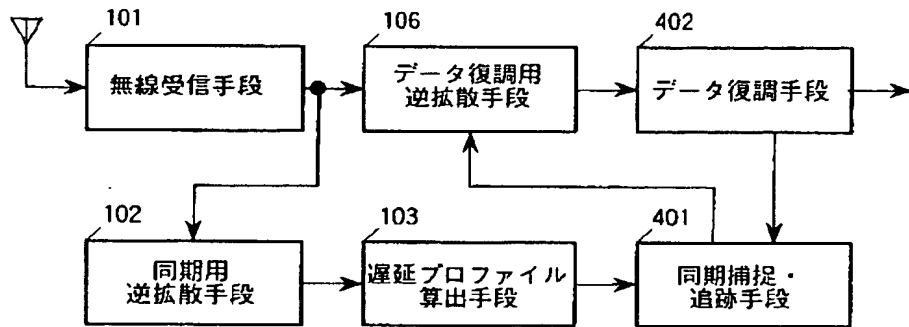 101
無線受信手段
106
データ復調用
逆拡散手段
402
データ復調手段
102
同期用
逆拡散手段
103
遅延プロファイル
算出手段
401
同期捕捉・
追跡手段